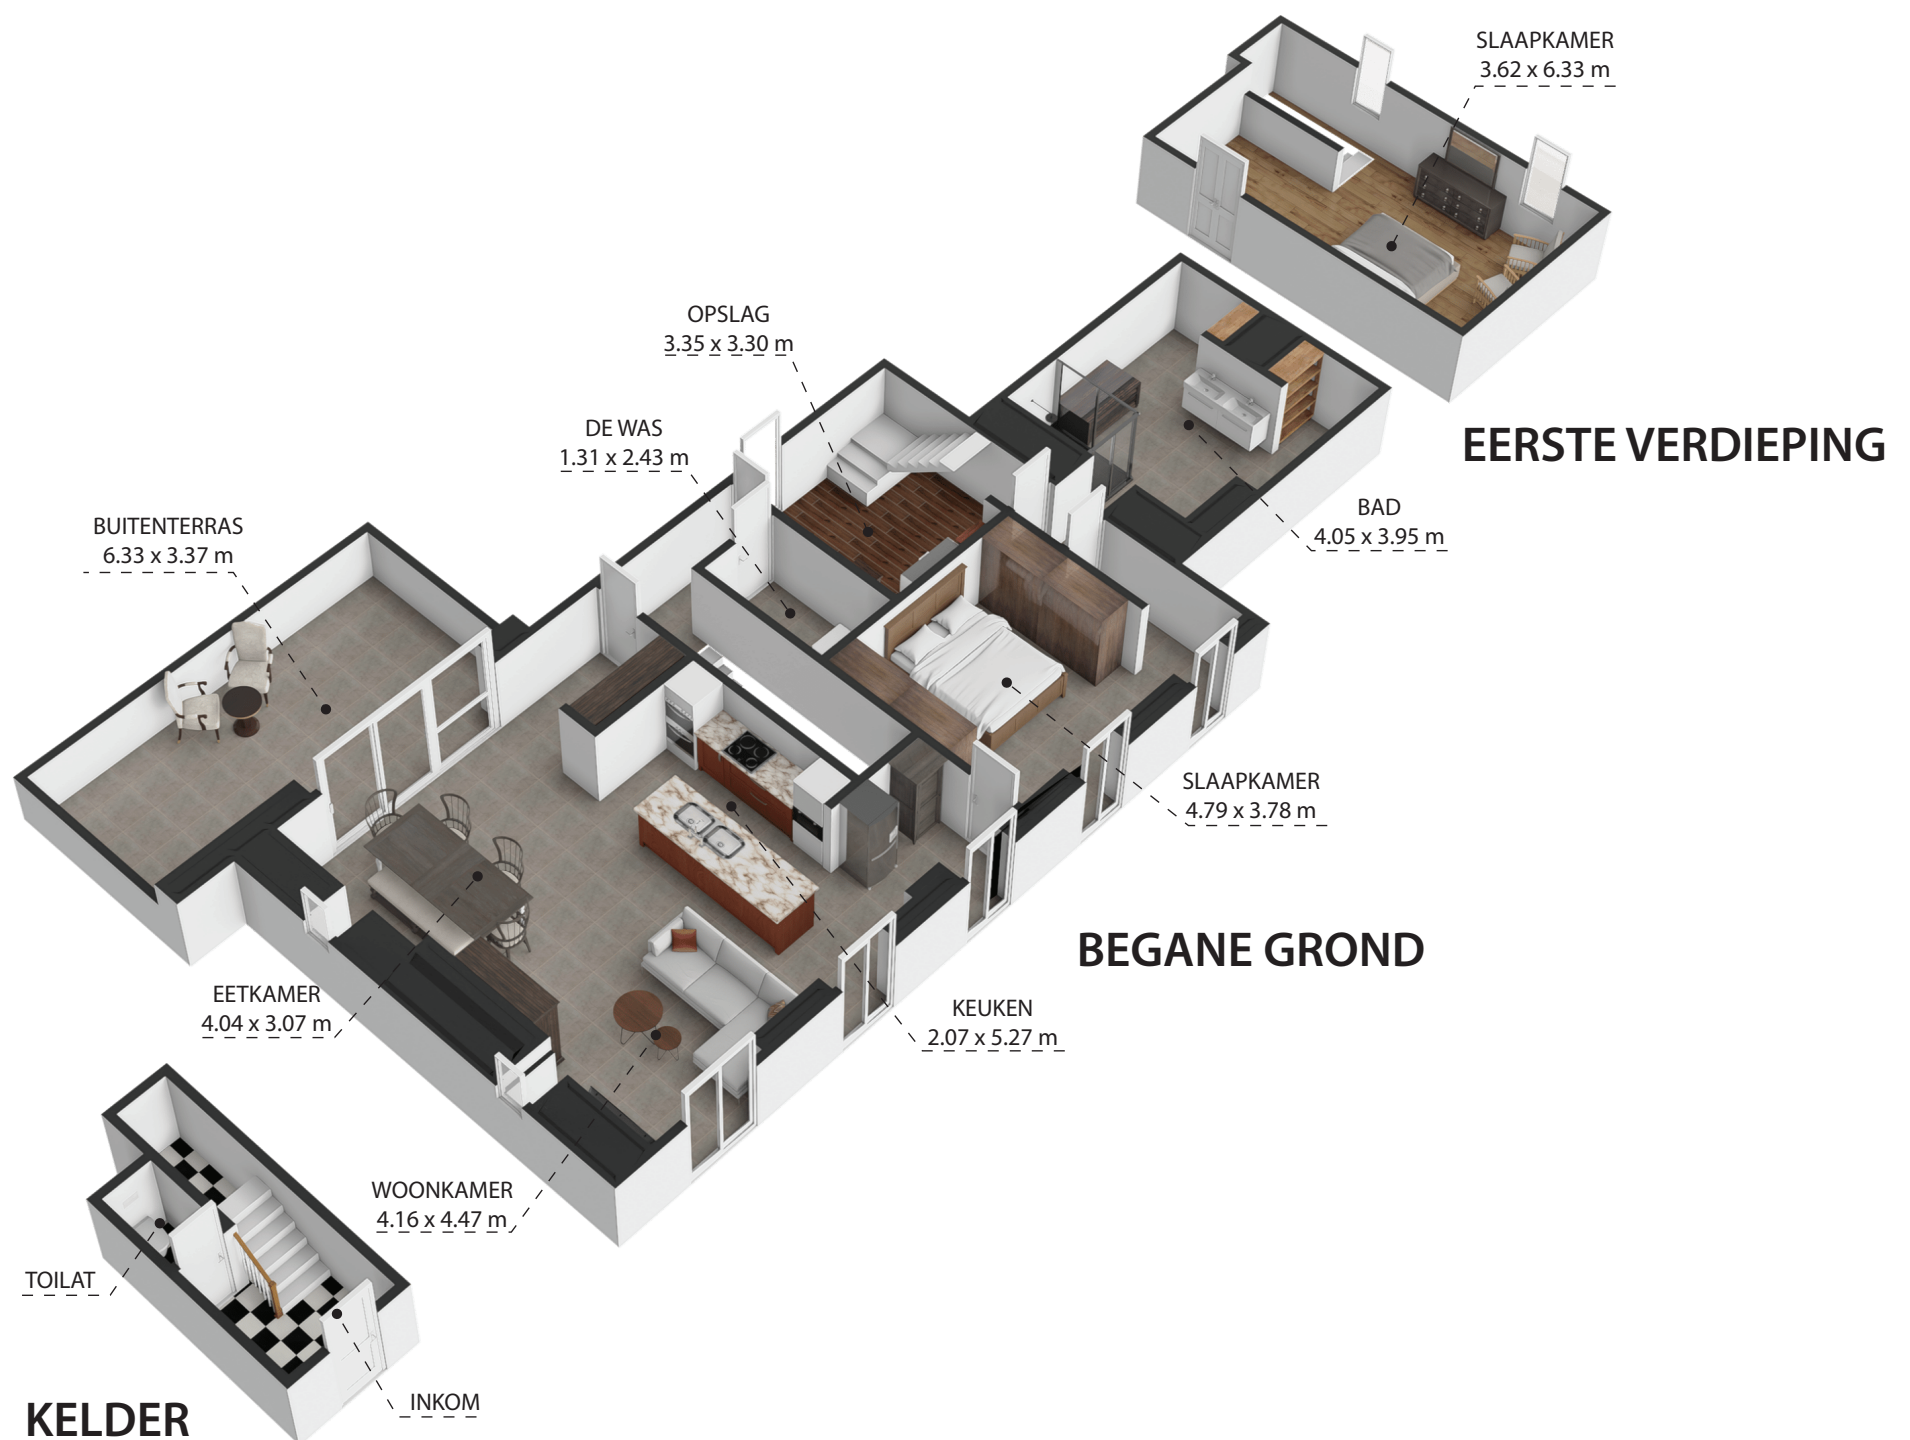 SLAAPKAMER
3.62 x 6.33 m
EERSTE VERDIEPING
OPSLAG
3.35 x 3.30 m
DE WAS
1.31 x 2.43 m
BUITENTERRAS
6.33 x 3.37 m
BAD
4.05 x 3.95 m
SLAAPKAMER
4.79 x 3.78 m
BEGANE GROND
EETKAMER
4.04 x 3.07 m
KEUKEN
2.07 x 5.27 m
WOONKAMER
4.16 x 4.47 m
TOILAT
INKOM
KELDER